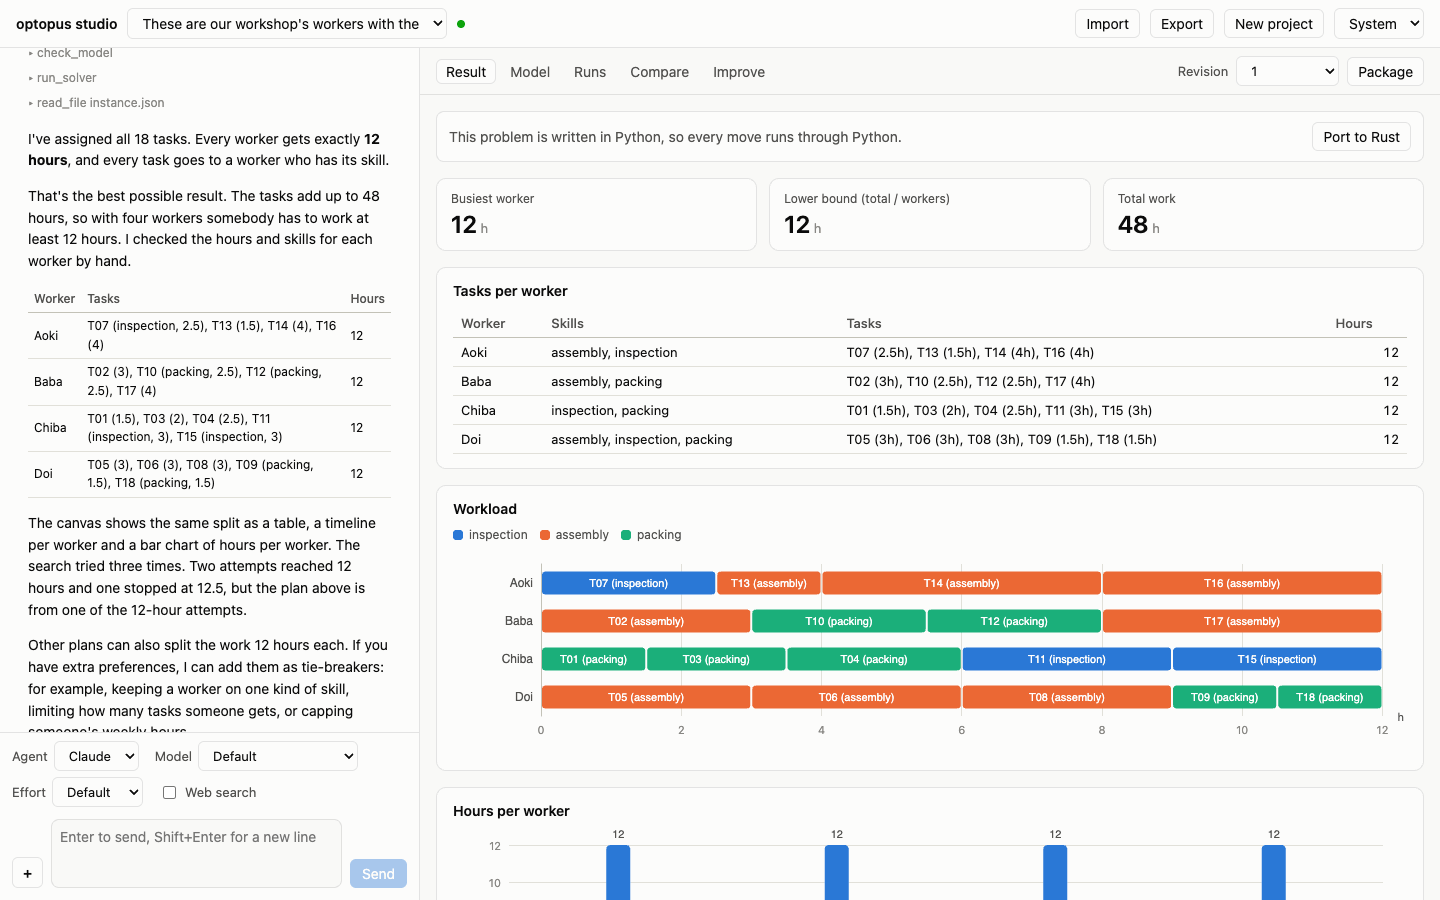 optopus studio
These are our workshop's workers with the
Import
Export
New project
System
check_model
run_solver
read_file instance.json
I've assigned all 18 tasks. Every worker gets exactly 12
hours, and every task goes to a worker who has its skill.
That's the best possible result. The tasks add up to 48
hours, so with four workers somebody has to work at
least 12 hours. I checked the hours and skills for each
worker by hand.
Worker Tasks Hours
Aoki T07 (inspection, 2.5), T13 (1.5), T14 (4), T16
(4) 12
Baba T02 (3), T10 (packing, 2.5), T12 (packing,
2.5), T17 (4) 12
Chiba T01 (1.5), T03 (2), T04 (2.5), T11
(inspection, 3), T15 (inspection, 3) 12
Doi T05 (3), T06 (3), T08 (3), T09 (packing,
1.5), T18 (packing, 1.5) 12
The canvas shows the same split as a table, a timeline
per worker and a bar chart of hours per worker. The
search tried three times. Two attempts reached 12
hours and one stopped at 12.5, but the plan above is
from one of the 12-hour attempts.
Other plans can also split the work 12 hours each. If you
have extra preferences, I can add them as tie-breakers:
for example, keeping a worker on one kind of skill,
limiting how many tasks someone gets, or capping
someone's weekly hours.
Agent Claude Model Default
Effort Default Web search
Enter to send, Shift+Enter for a new line
+
Send
Result Model Runs Compare Improve
Revision 1 Package
This problem is written in Python, so every move runs through Python.
Port to Rust
Busiest worker
12 h
Lower bound (total / workers)
12 h
Total work
48 h
Tasks per worker
Worker Skills Tasks Hours
Aoki assembly, inspection T07 (2.5h), T13 (1.5h), T14 (4h), T16 (4h) 12
Baba assembly, packing T02 (3h), T10 (2.5h), T12 (2.5h), T17 (4h) 12
Chiba inspection, packing T01 (1.5h), T03 (2h), T04 (2.5h), T11 (3h), T15 (3h) 12
Doi assembly, inspection, packing T05 (3h), T06 (3h), T08 (3h), T09 (1.5h), T18 (1.5h) 12
Workload
inspection assembly packing
Aoki T07 (inspection) T13 (assembly) T14 (assembly) T16 (assembly)
Baba T02 (assembly) T10 (packing) T12 (packing) T17 (assembly)
Chiba T01 (packing) T03 (packing) T04 (packing) T11 (inspection) T15 (inspection)
Doi T05 (assembly) T06 (assembly) T08 (assembly) T09 (packing) T18 (packing)
h
0 2 4 6 8 10 12
Hours per worker
12 12 12 12
12
10